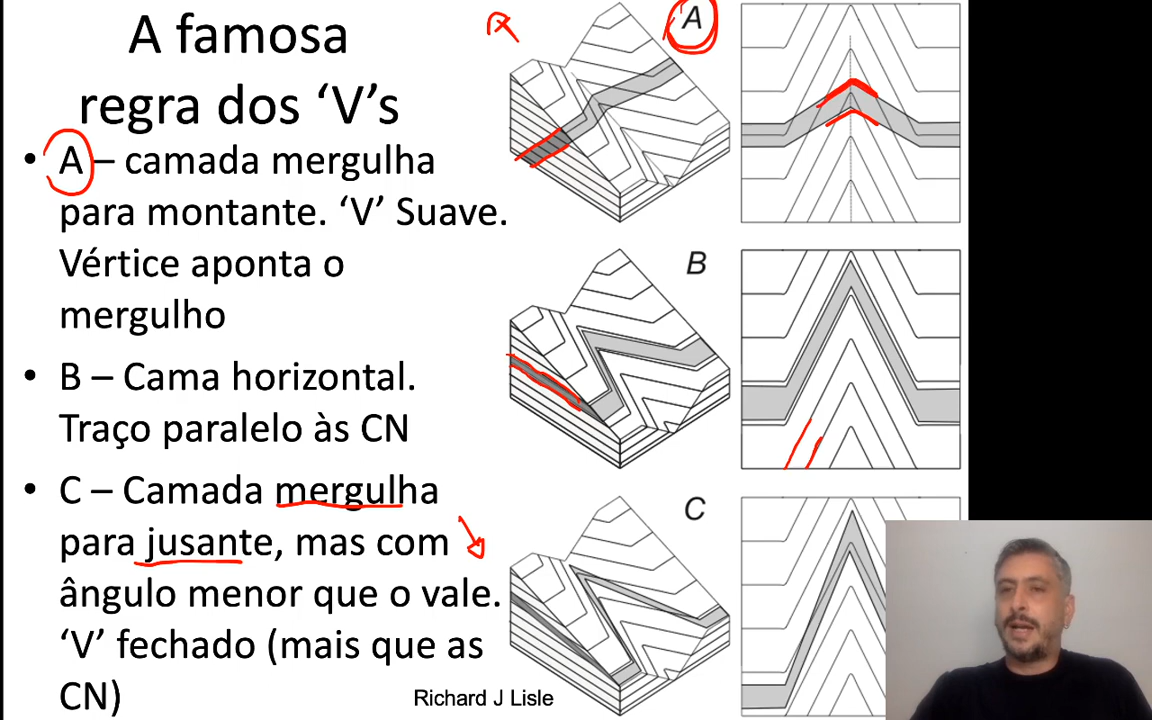 A famosa
regra dos ‘V’s
• A – camada mergulha
para montante. ‘V’ Suave.
Vértice aponta o
mergulho
• B – Cama horizontal.
Traço paralelo às CN
• C – Camada mergulha
para jusante, mas com
ângulo menor que o vale.
‘V’ fechado (mais que as
CN)
A
B
C
Richard J Lisle